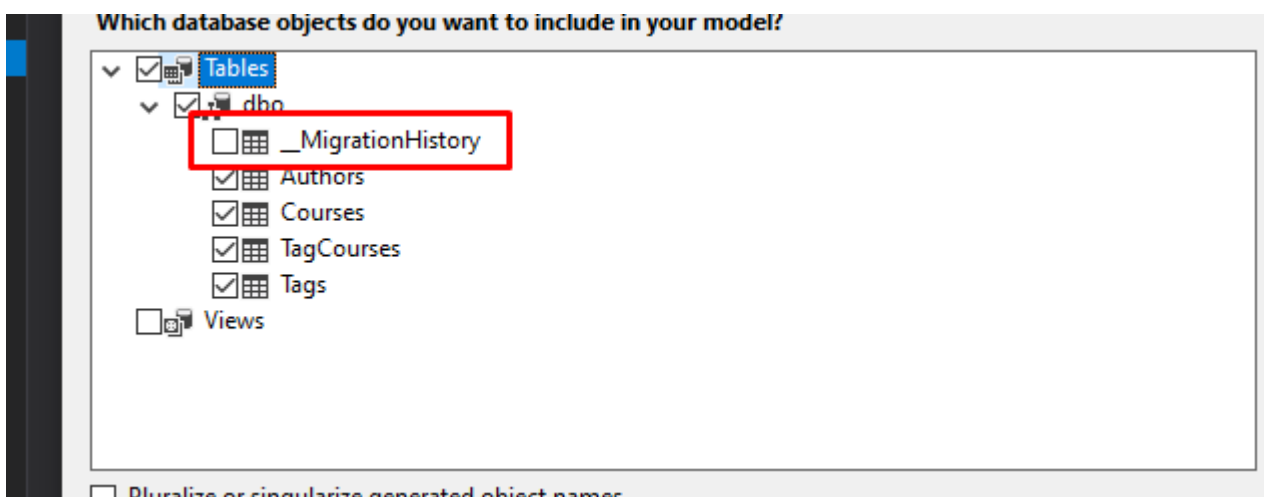 Which database objects do you want to include in your model?
Tables
dbo
__MigrationHistory
Authors
Courses
TagCourses
Tags
Views
Pluralize or singularize generated object names